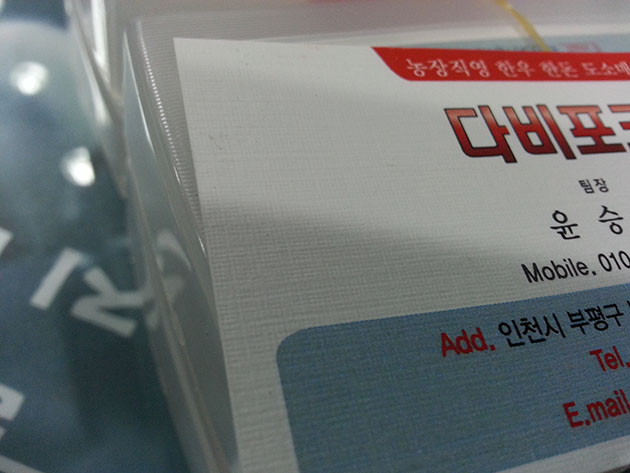 농장직영 한우 한돈 도소매
다비포
팀장
윤 승
Mobile. 010
Add. 인천시 부평구
Tel.
E.mail